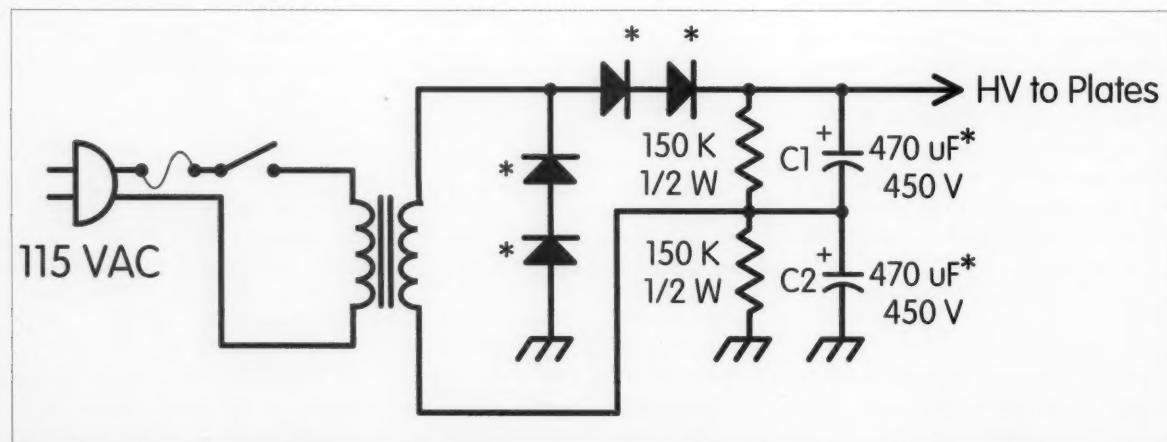 * *
HV to Plates
150 K
1/2 W
C1
+
470 uF*
450 V
*
*
115 VAC
150 K
1/2 W
C2
+
470 uF*
450 V